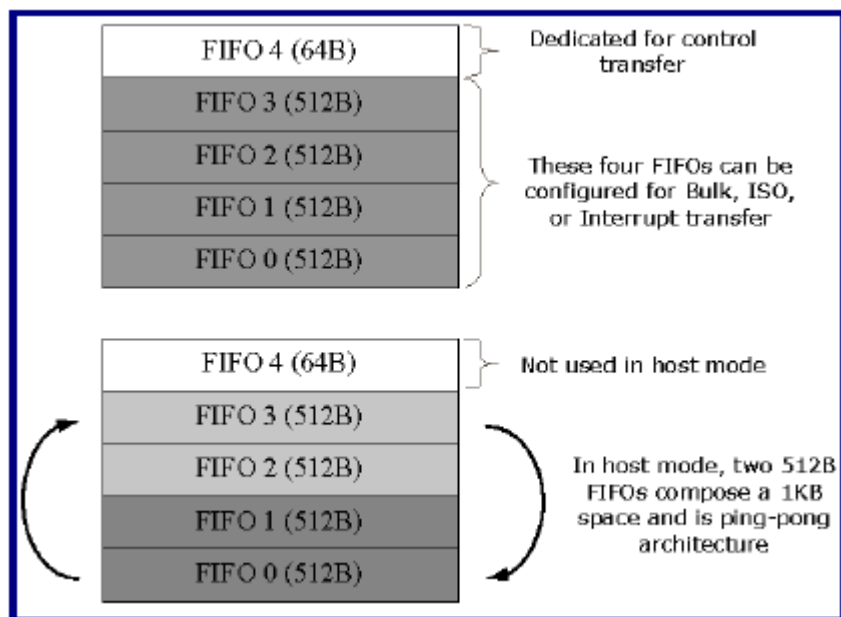 FIFO 4 (64B)
Dedicated for control
transfer
FIFO 3 (512B)
FIFO 2 (512B)
FIFO 1 (512B)
FIFO 0 (512B)
These four FIFOs can be
configured for Bulk, ISO,
or Interrupt transfer
FIFO 4 (64B)
Not used in host mode
FIFO 3 (512B)
FIFO 2 (512B)
FIFO 1 (512B)
FIFO 0 (512B)
In host mode, two 512B
FIFOs compose a 1KB
space and is ping-pong
architecture